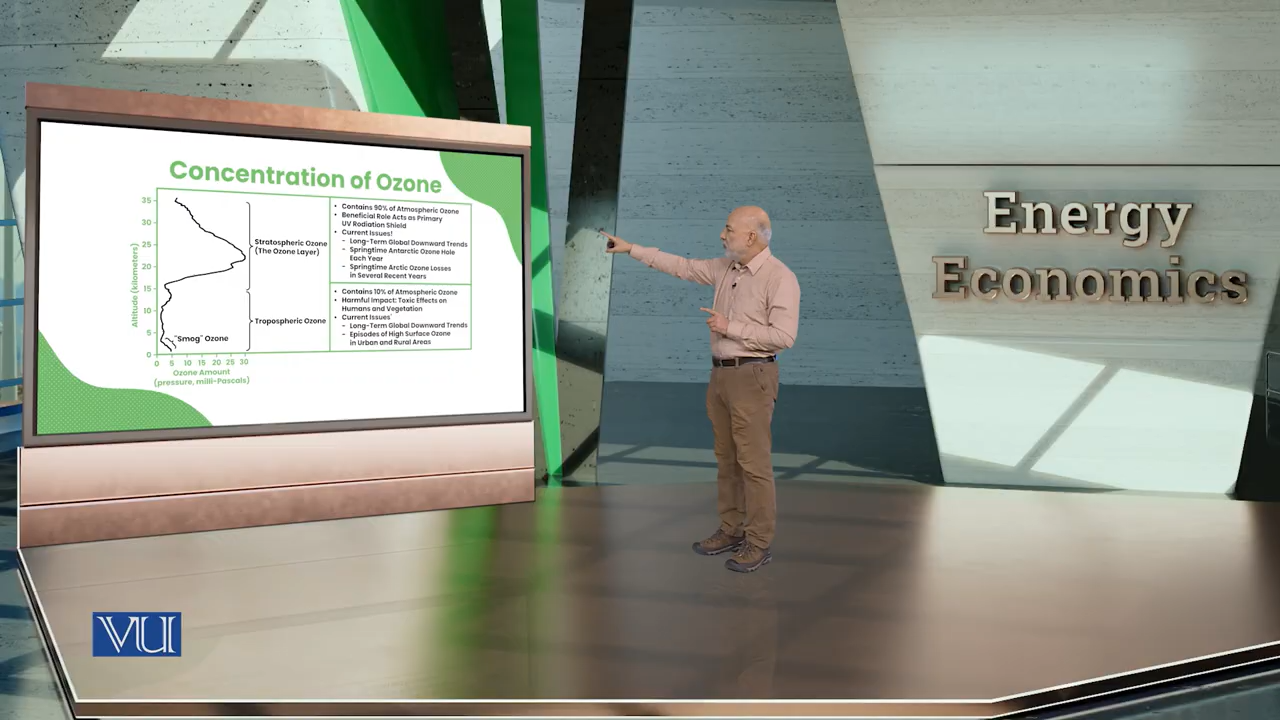 Concentration of Ozone
35
30
25
20
15
10
5
0
Altitude (kilometers)
0 5 10 15 20 25 30
Ozone Amount
(pressure, milli-Pascals)
Stratospheric Ozone
(The Ozone Layer)
Tropospheric Ozone
"Smog" Ozone
• Contains 90% of Atmospheric Ozone
• Beneficial Role Acts as Primary
UV Rodiation Shield
• Current Issues!
- Long-Term Global Downward Trends
- Springtime Antarctic Ozone Hole
Each Year
- Springtime Arctic Ozone Losses
in Several Recent Years
• Contains 10% of Atmospheric Ozone
• Harmful Impact: Toxic Effects on
Humans and Vegetation
• Current Issues'
- Long-Term Global Downward Trends
- Episodes of High Surface Ozone
in Urban and Rural Areas
Energy
Economics
VU